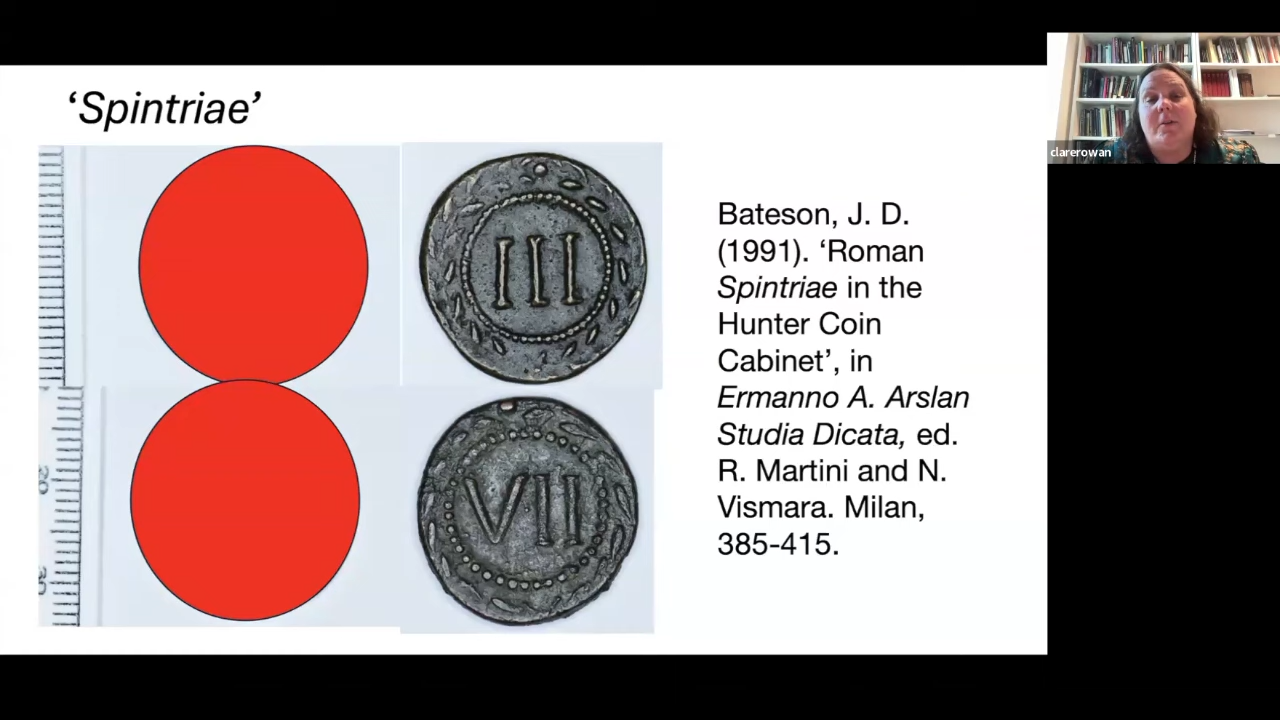 ‘Spintriae’
III
VII
Bateson, J. D.
(1991). ‘Roman
Spintriae in the
Hunter Coin
Cabinet’, in
Ermanno A. Arslan
Studia Dicata, ed.
R. Martini and N.
Vismara. Milan,
385-415.
clarerowan